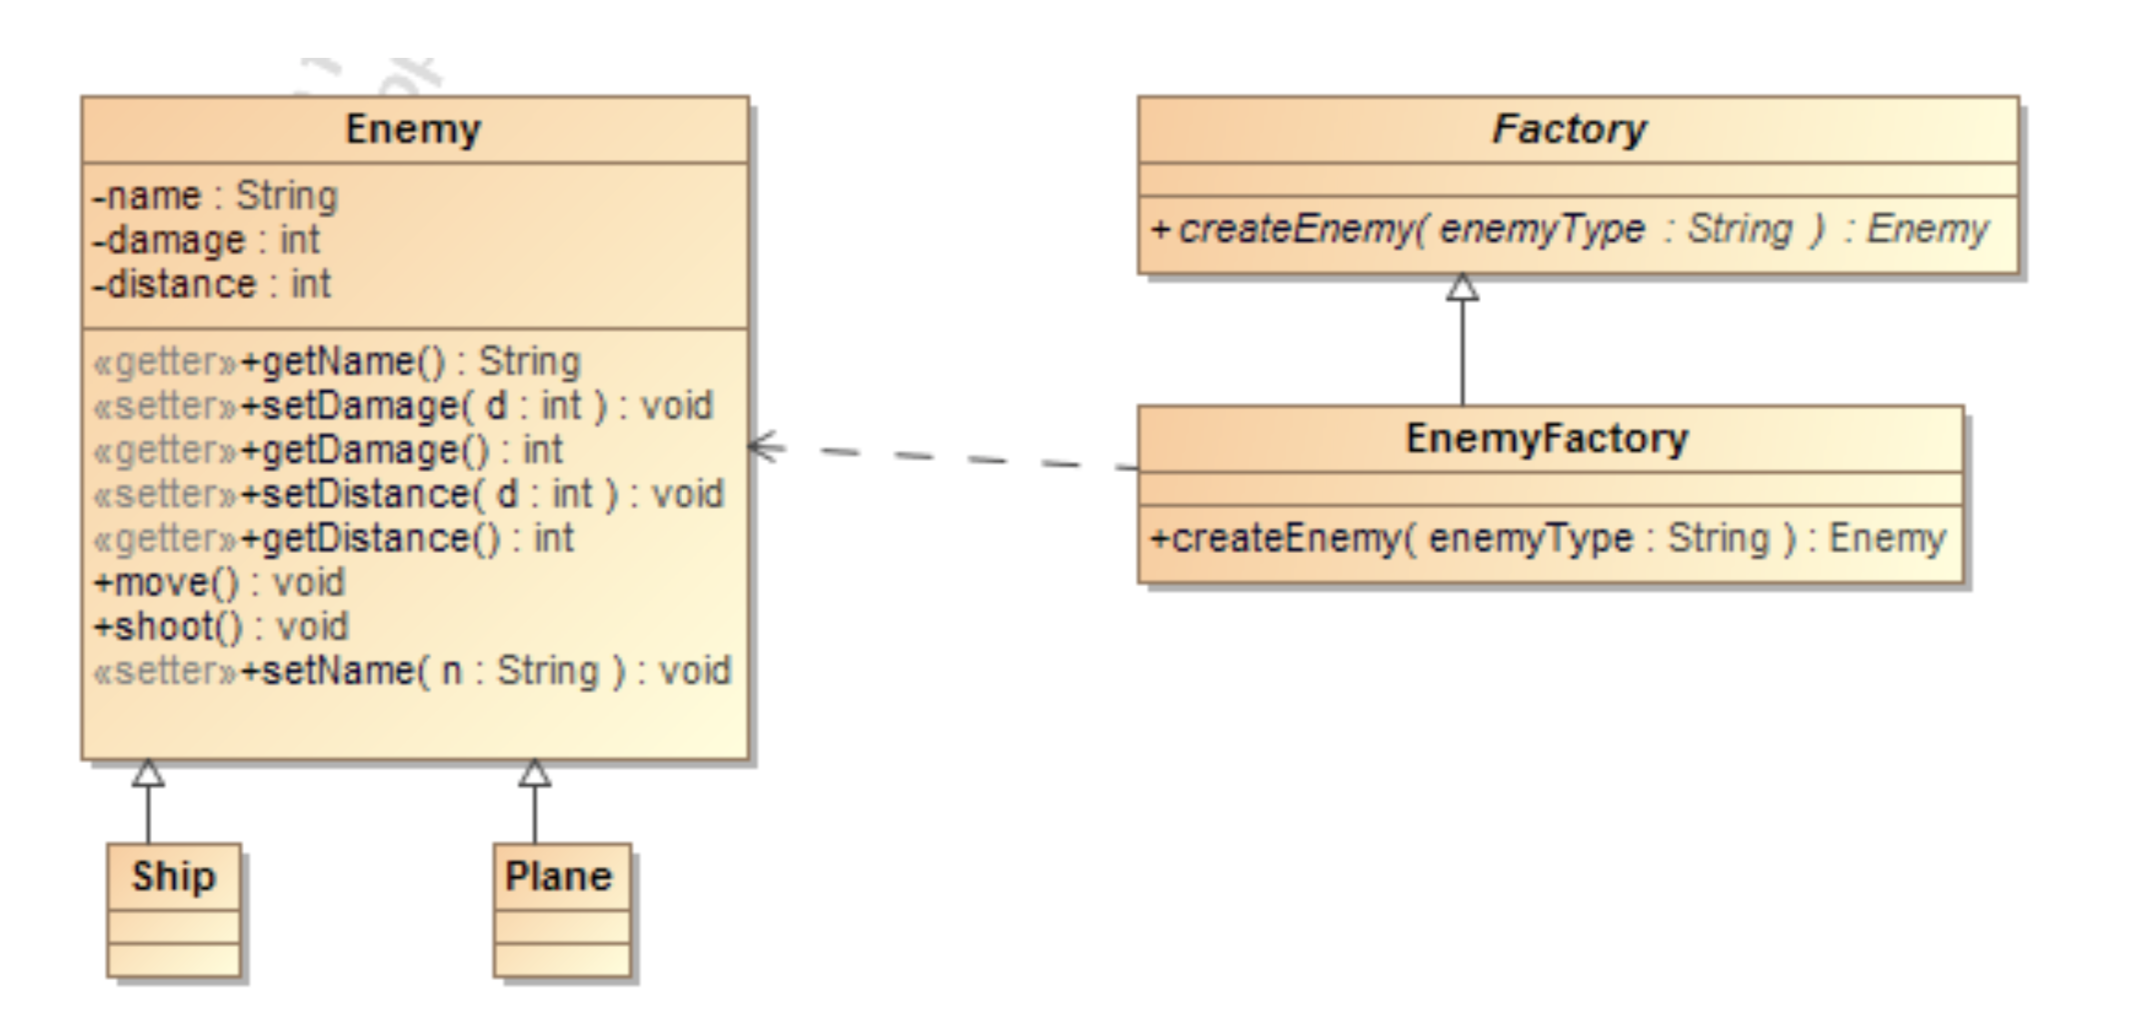 Enemy
-name : String
-damage : int
-distance : int
«getter»+getName() : String
«setter»+setDamage( d : int ) : void
«getter»+getDamage() : int
«setter»+setDistance( d : int ) : void
«getter»+getDistance() : int
+move() : void
+shoot() : void
«setter»+setName( n : String ) : void
Ship
Plane
Factory
+createEnemy( enemyType : String ) : Enemy
EnemyFactory
+createEnemy( enemyType : String ) : Enemy